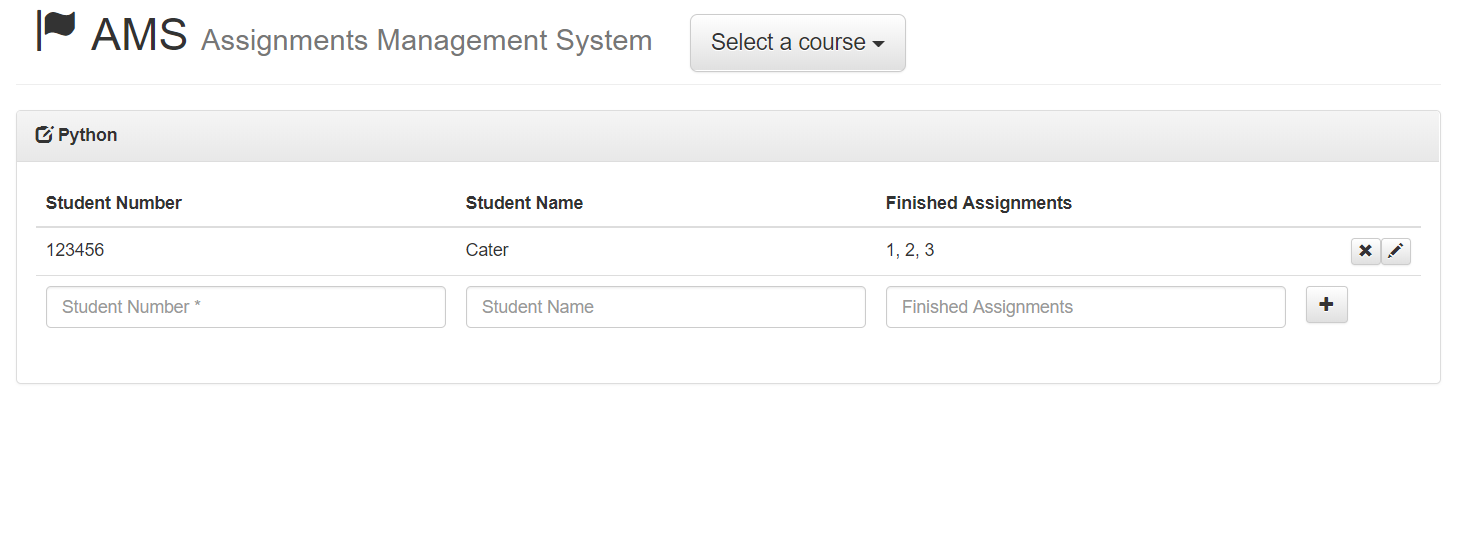 AMS Assignments Management System Select a course
Python
Student Number Student Name Finished Assignments
123456 Cater 1, 2, 3
Student Number * Student Name Finished Assignments